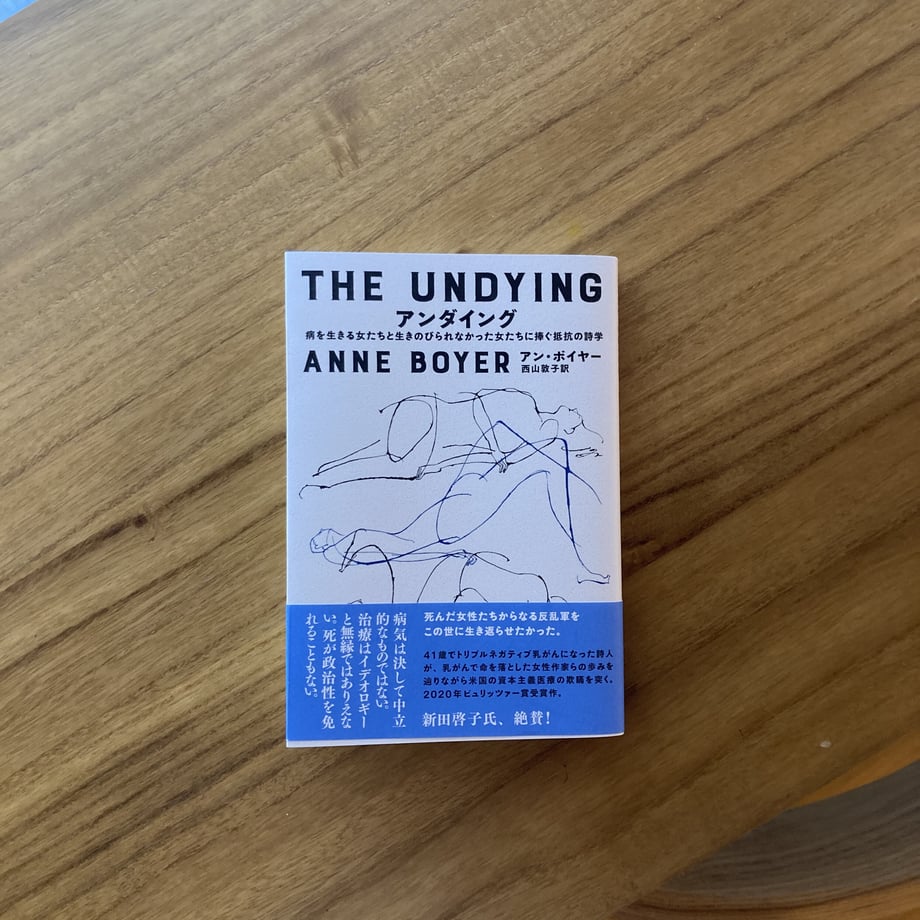 THE UNDYING
アンダイング
病を生きる女たちと生きのびられなかった女たちに捧ぐ抵抗の詩学
ANNE BOYER
アン・ボイヤー
西山敦子訳
病気は決して中立
的なものではない。
治療はイデオロギー
と無縁ではありえな
い。死が政治性を免
れることもない。
死んだ女性たちからなる反乱軍を
この世に生き返らせたかった。
41歳でトリプルネガティブ乳がんになった詩人
が、乳がんで命を落とした女性作家らの歩みを
辿りながら米国の資本主義医療の欺瞞を突く。
2020年ピュリッツァー賞受賞作。
新田啓子氏、絶賛!